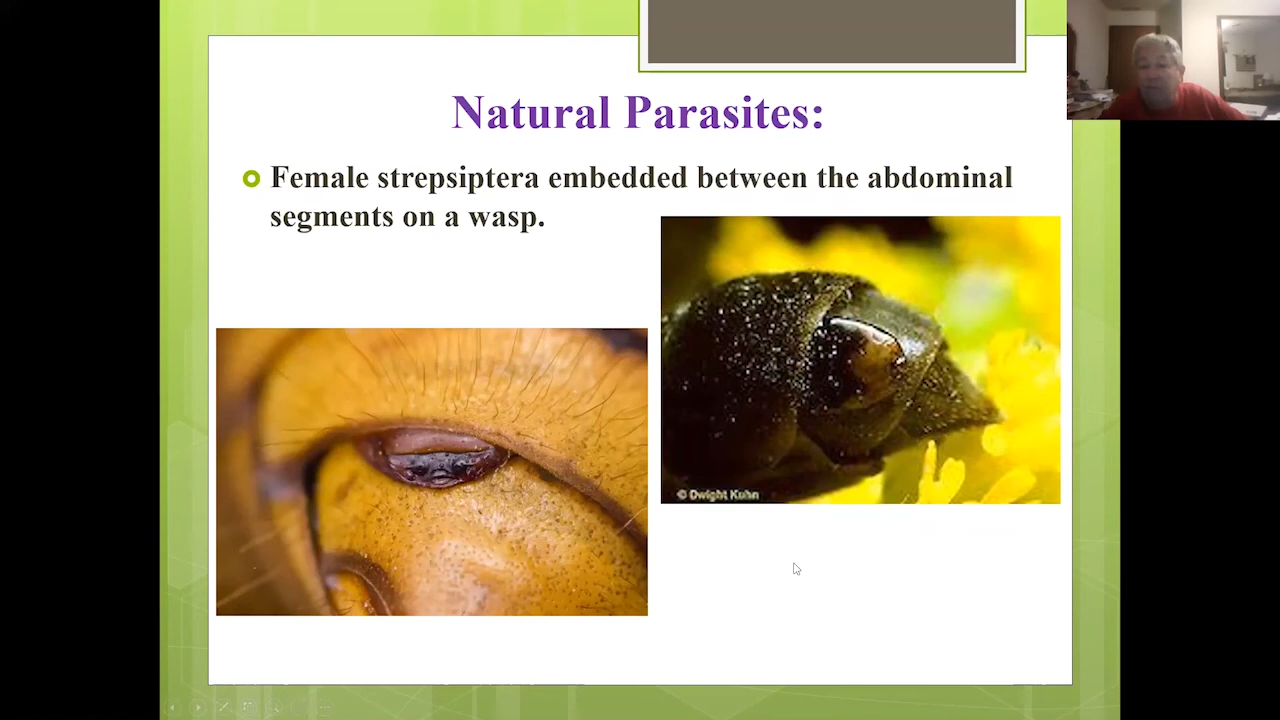 Natural Parasites:
Female strepsiptera embedded between the abdominal
segments on a wasp.
© Dwight Kuhn